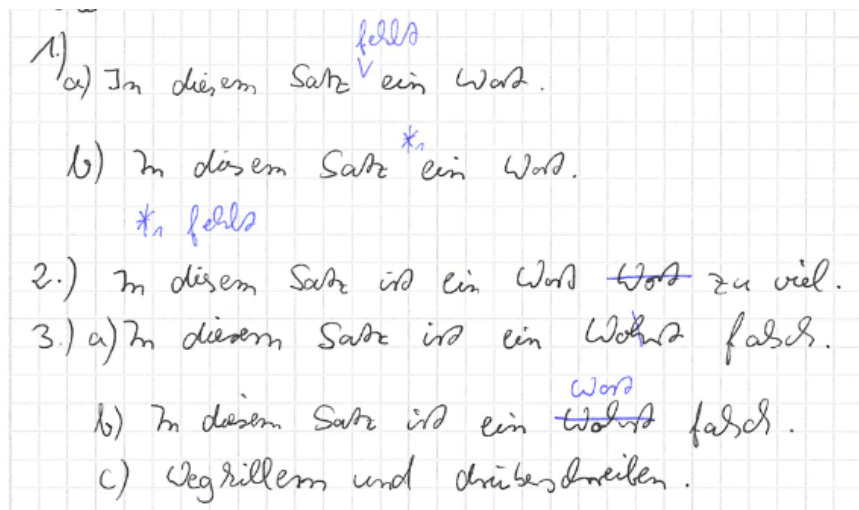 fehlt
1.) a) In diesem Satz ein Wort.
b) In diesem Satz *1 ein Wort.
*1 fehlt
2.) In diesem Satz ist ein Wort Wort zu viel.
3.) a) In diesem Satz ist ein Wohrt falsch.
Wort
b) In diesem Satz ist ein Wohrt falsch.
c) Wegkillern und drüberschreiben.